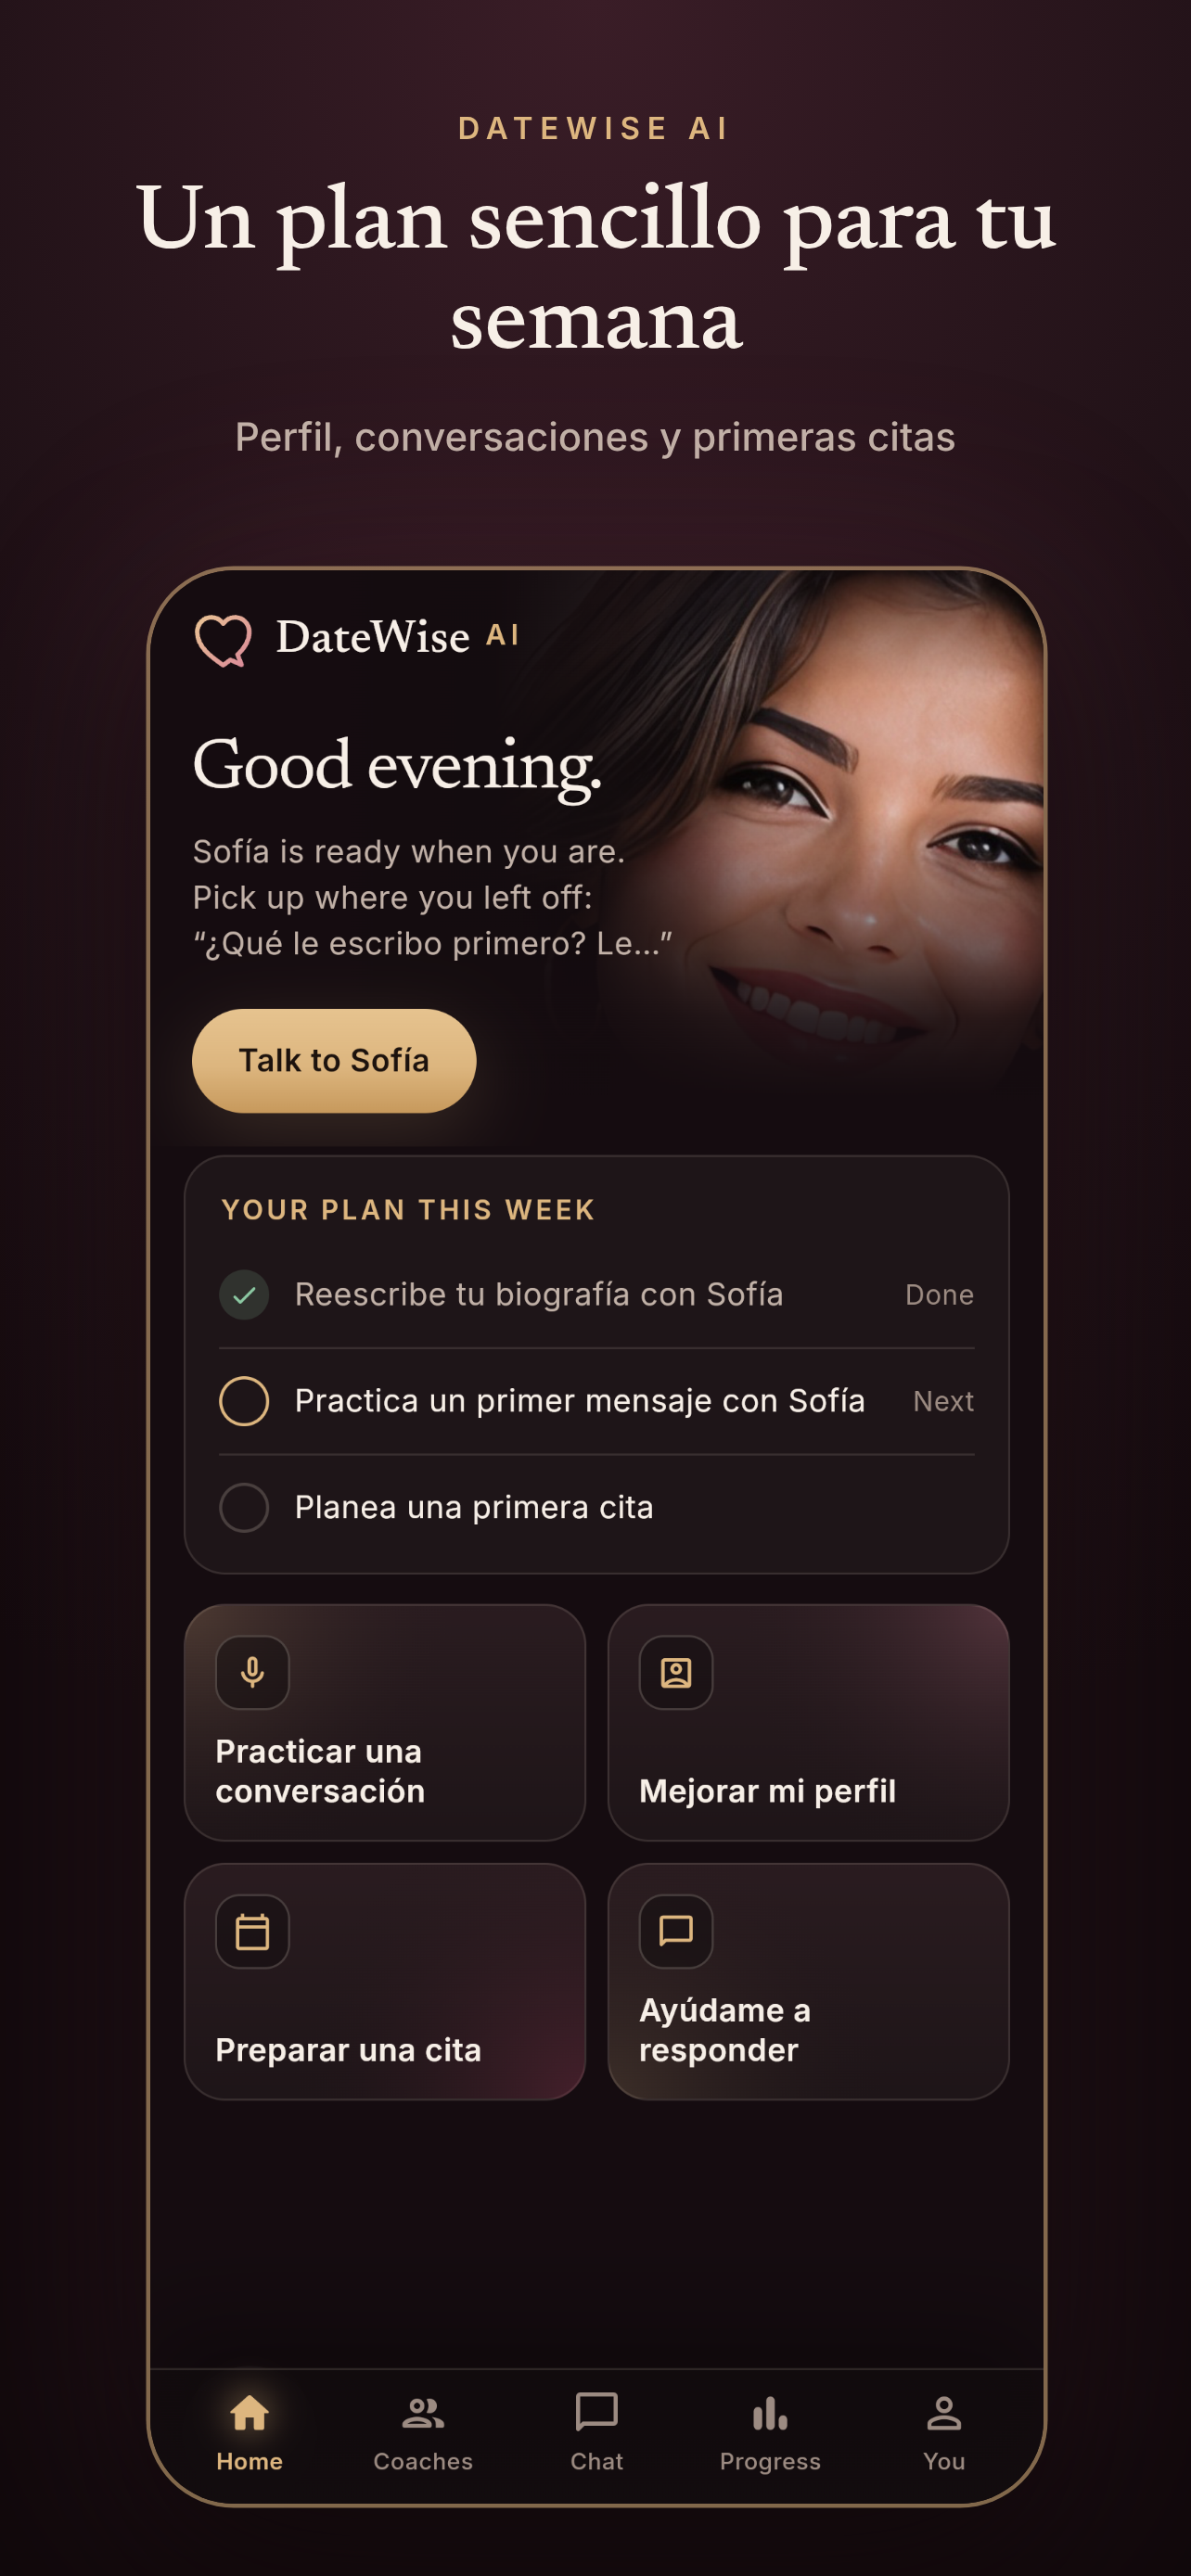 DATEWISE AI
Un plan sencillo para tu
semana
Perfil, conversaciones y primeras citas
DateWise AI
Good evening.
Sofía is ready when you are.
Pick up where you left off:
“¿Qué le escribo primero? Le...”
Talk to Sofía
YOUR PLAN THIS WEEK
Reescribe tu biografía con Sofía Done
Practica un primer mensaje con Sofía Next
Planea una primera cita
Practicar una
conversación
Mejorar mi perfil
Preparar una cita
Ayúdame a
responder
Home Coaches Chat Progress You